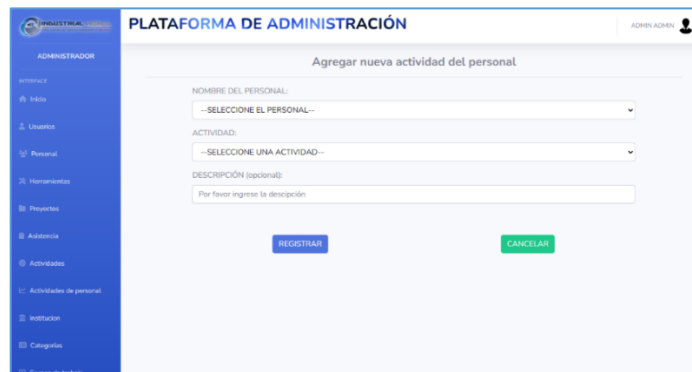 INDUSTRIAL
PLATAFORMA DE ADMINISTRACIÓN
ADMIN ADMIN
ADMINISTRADOR
INTERFACE
Inicio
Usuarios
Personal
Herramientas
Proyectos
Asistencia
Actividades
Actividades de personal
Institucion
Categorias
Agregar nueva actividad del personal
NOMBRE DEL PERSONAL:
--SELECCIONE EL PERSONAL--
ACTIVIDAD:
--SELECCIONE UNA ACTIVIDAD--
DESCRIPCIÓN (opcional):
Por favor ingrese la descipción
REGISTRAR
CANCELAR